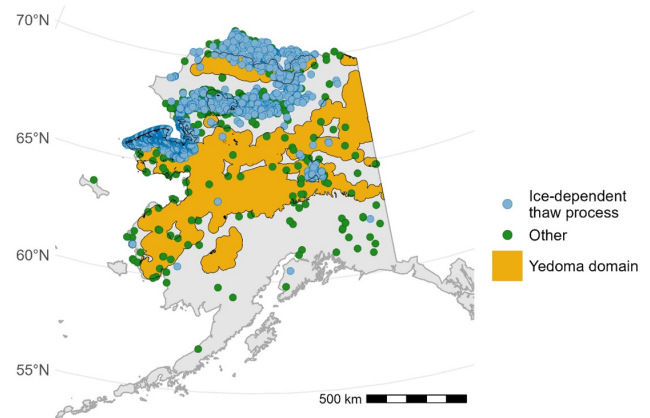 70°N
65°N
60°N
55°N
Ice-dependent
thaw process
Other
Yedoma domain
500 km